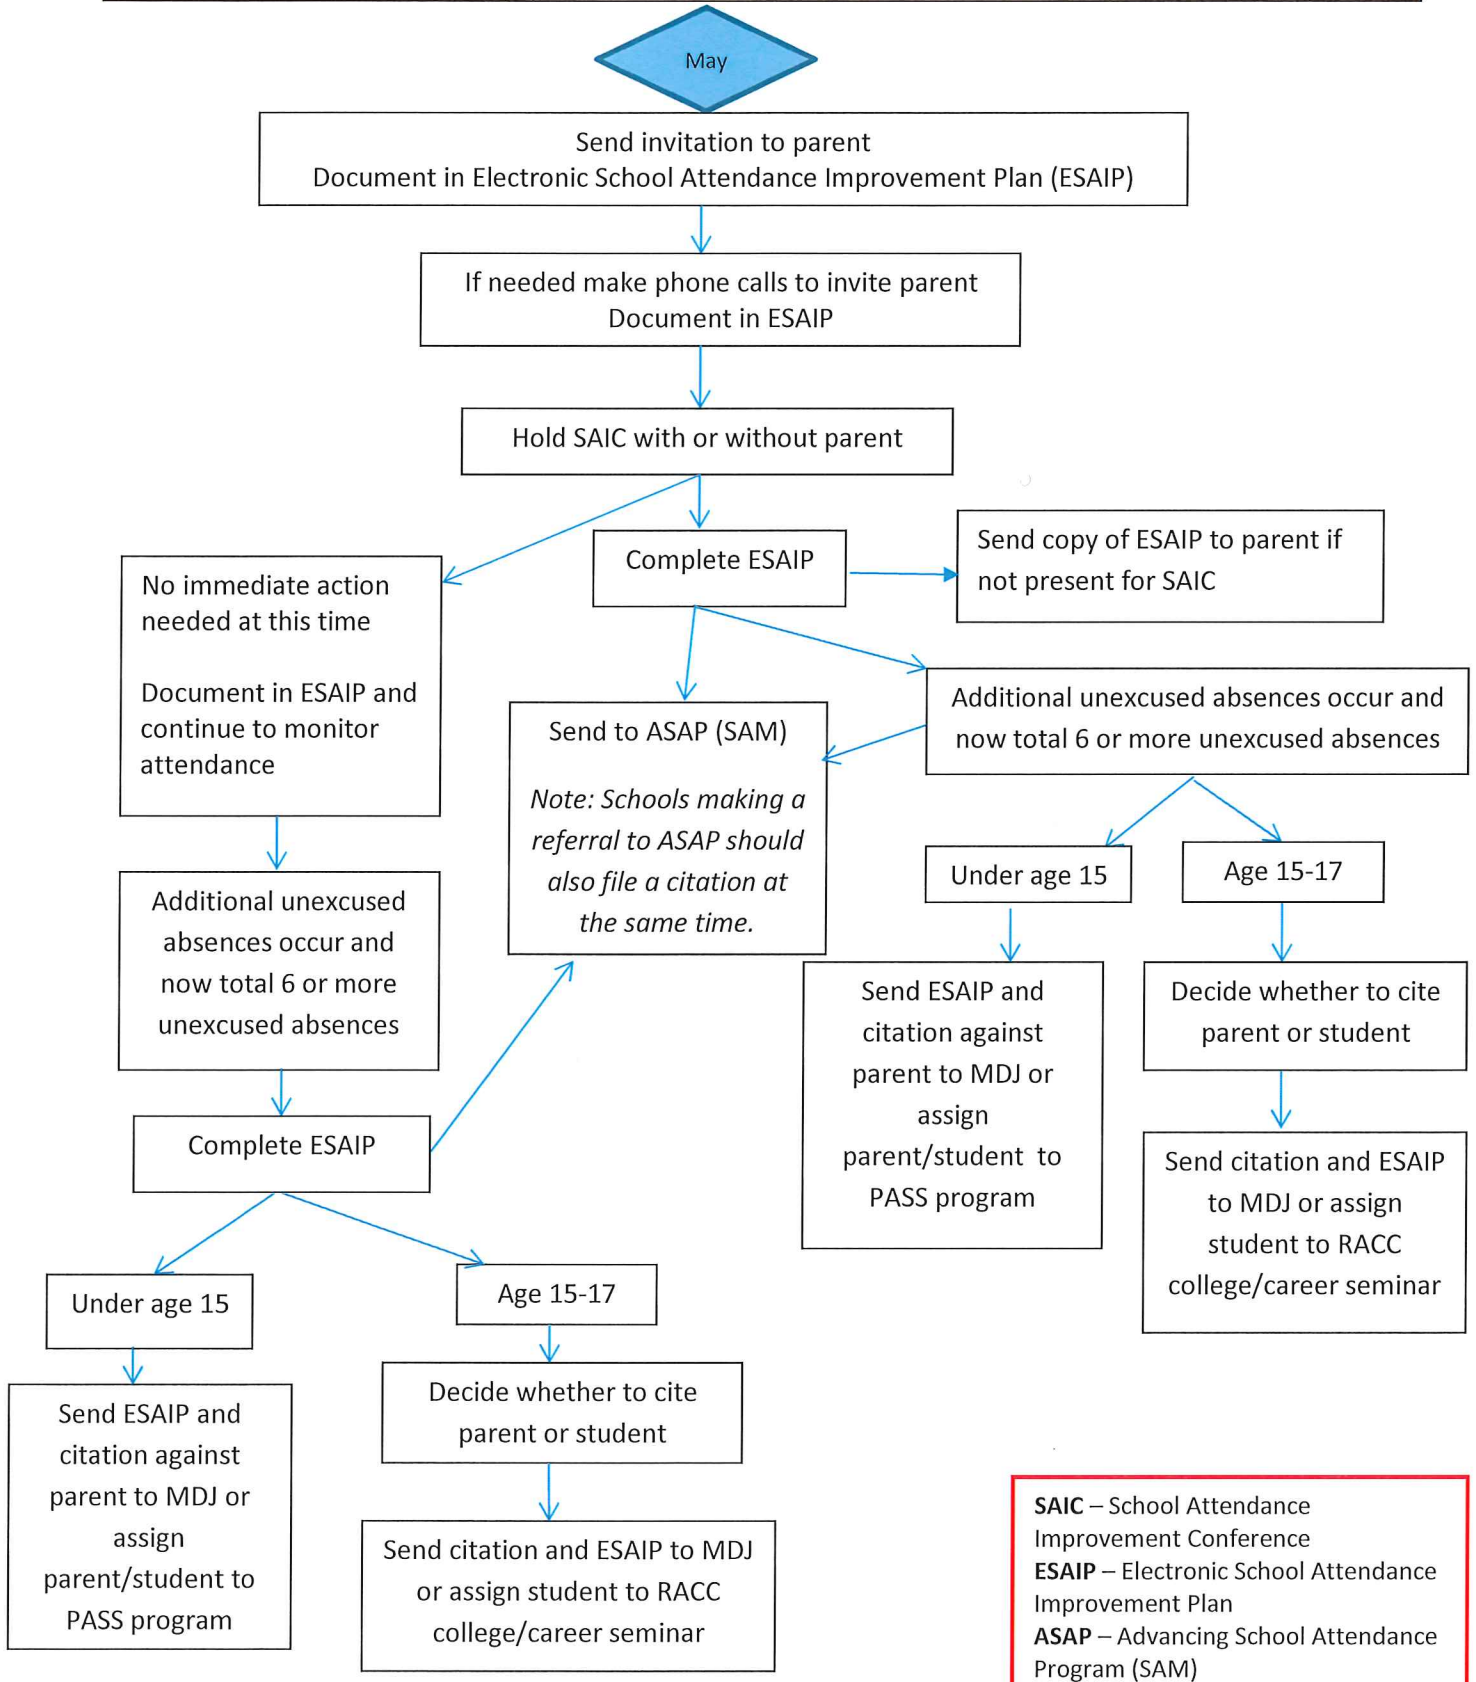 May
Send invitation to parent
Document in Electronic School Attendance Improvement Plan (ESAIP)
If needed make phone calls to invite parent
Document in ESAIP
Hold SAIC with or without parent
Complete ESAIP
Send copy of ESAIP to parent if
not present for SAIC
No immediate action
needed at this time
Document in ESAIP and
continue to monitor
attendance
Send to ASAP (SAM)
Note: Schools making a
referral to ASAP should
also file a citation at
the same time.
Additional unexcused absences occur and
now total 6 or more unexcused absences
Under age 15
Age 15-17
Additional unexcused
absences occur and
now total 6 or more
unexcused absences
Send ESAIP and
citation against
parent to MDJ or
assign
parent/student to
PASS program
Decide whether to cite
parent or student
Complete ESAIP
Send citation and ESAIP
to MDJ or assign
student to RACC
college/career seminar
Under age 15
Age 15-17
Send ESAIP and
citation against
parent to MDJ or
assign
parent/student to
PASS program
Decide whether to cite
parent or student
Send citation and ESAIP to MDJ
or assign student to RACC
college/career seminar
SAIC – School Attendance
Improvement Conference
ESAIP – Electronic School Attendance
Improvement Plan
ASAP – Advancing School Attendance
Program (SAM)